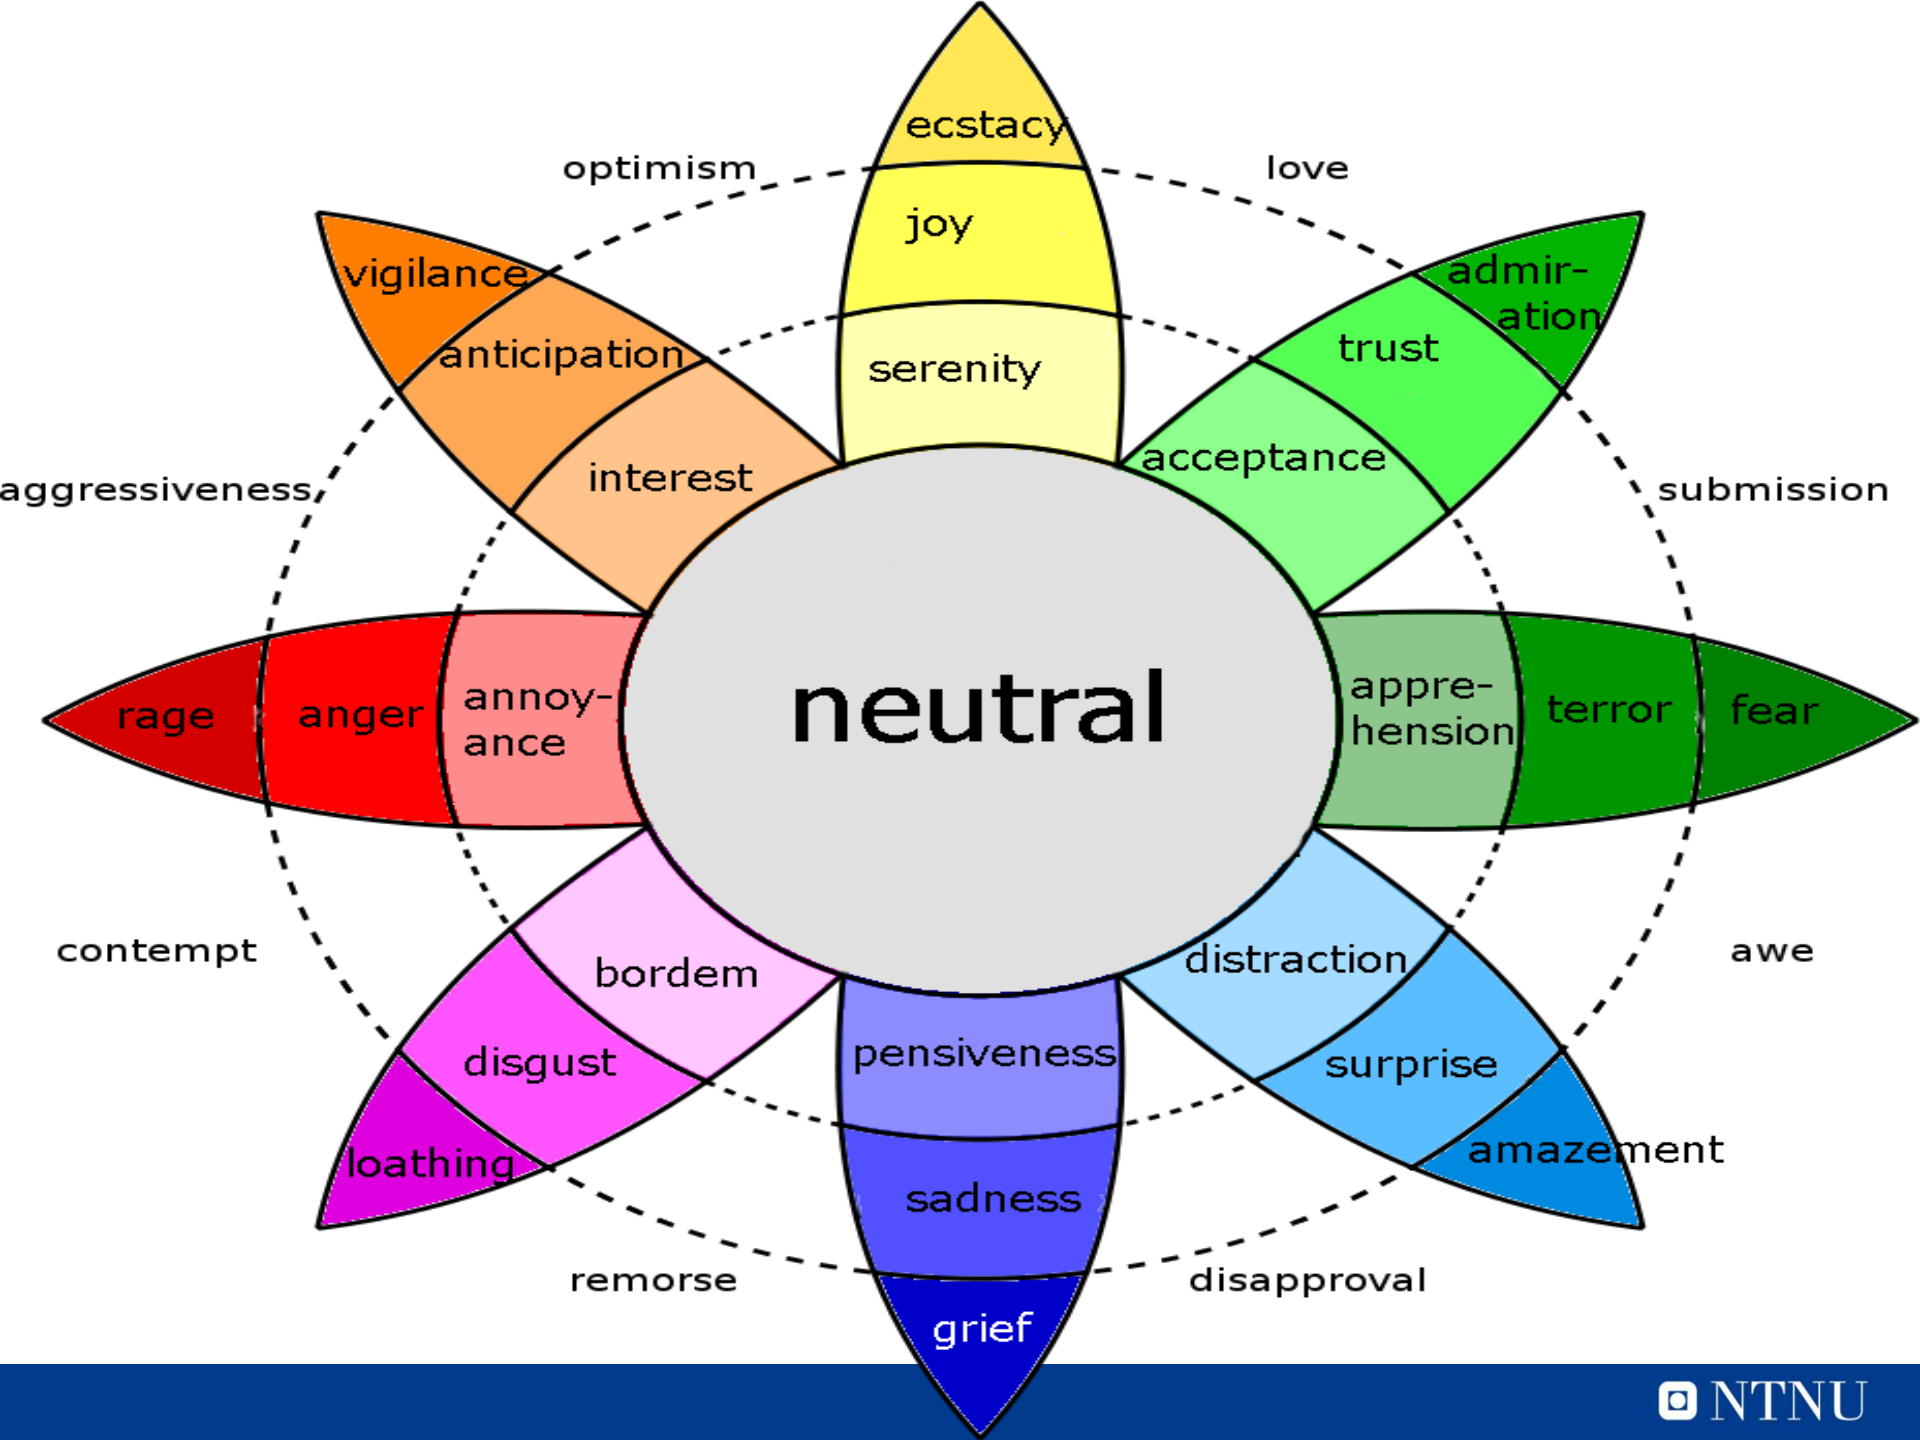 ecstacy
optimism
love
joy
vigilance
admir-
ation
anticipation
trust
serenity
interest
acceptance
aggressiveness
submission
rage
anger
annoy-
ance
neutral
appre-
hension
terror
fear
contempt
awe
bordem
distraction
disgust
pensiveness
surprise
loathing
sadness
amazement
remorse
disapproval
grief
NTNU